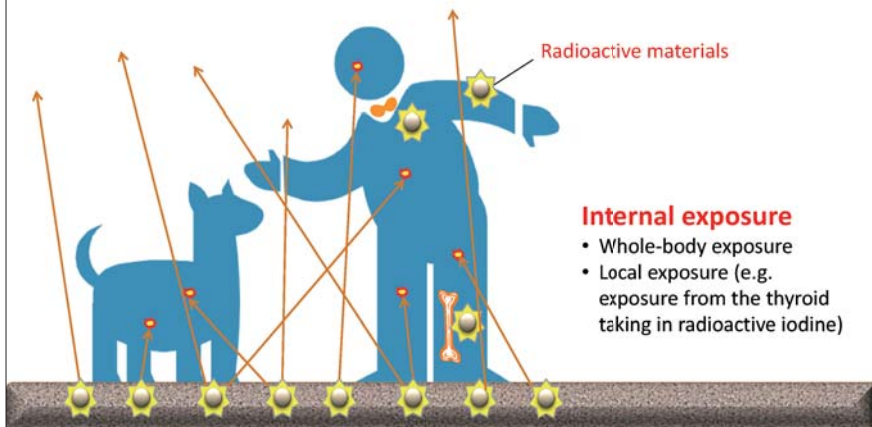 Radioactive materials
Internal exposure
• Whole-body exposure
• Local exposure (e.g.
exposure from the thyroid
taking in radioactive iodine)